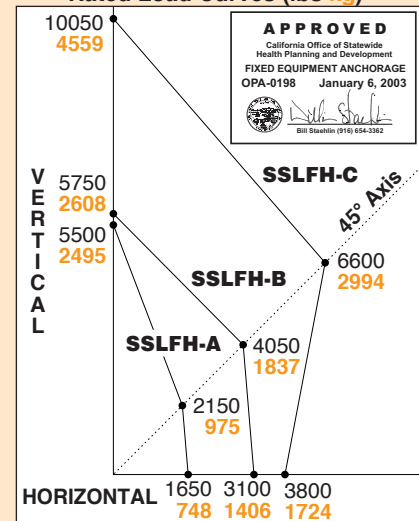 Rated Load Curves (lbs kg)
APPROVED
California Office of Statewide
Health Planning and Development
FIXED EQUIPMENT ANCHORAGE
OPA-0198 January 6, 2003
Bill Staehlin (916) 654-3362
10050
4559
VERTICAL
5750
2608
5500
2495
SSLFH-C
45° Axis
6600
2994
SSLFH-B
SSLFH-A
4050
1837
2150
975
HORIZONTAL
1650
748
3100
1406
3800
1724